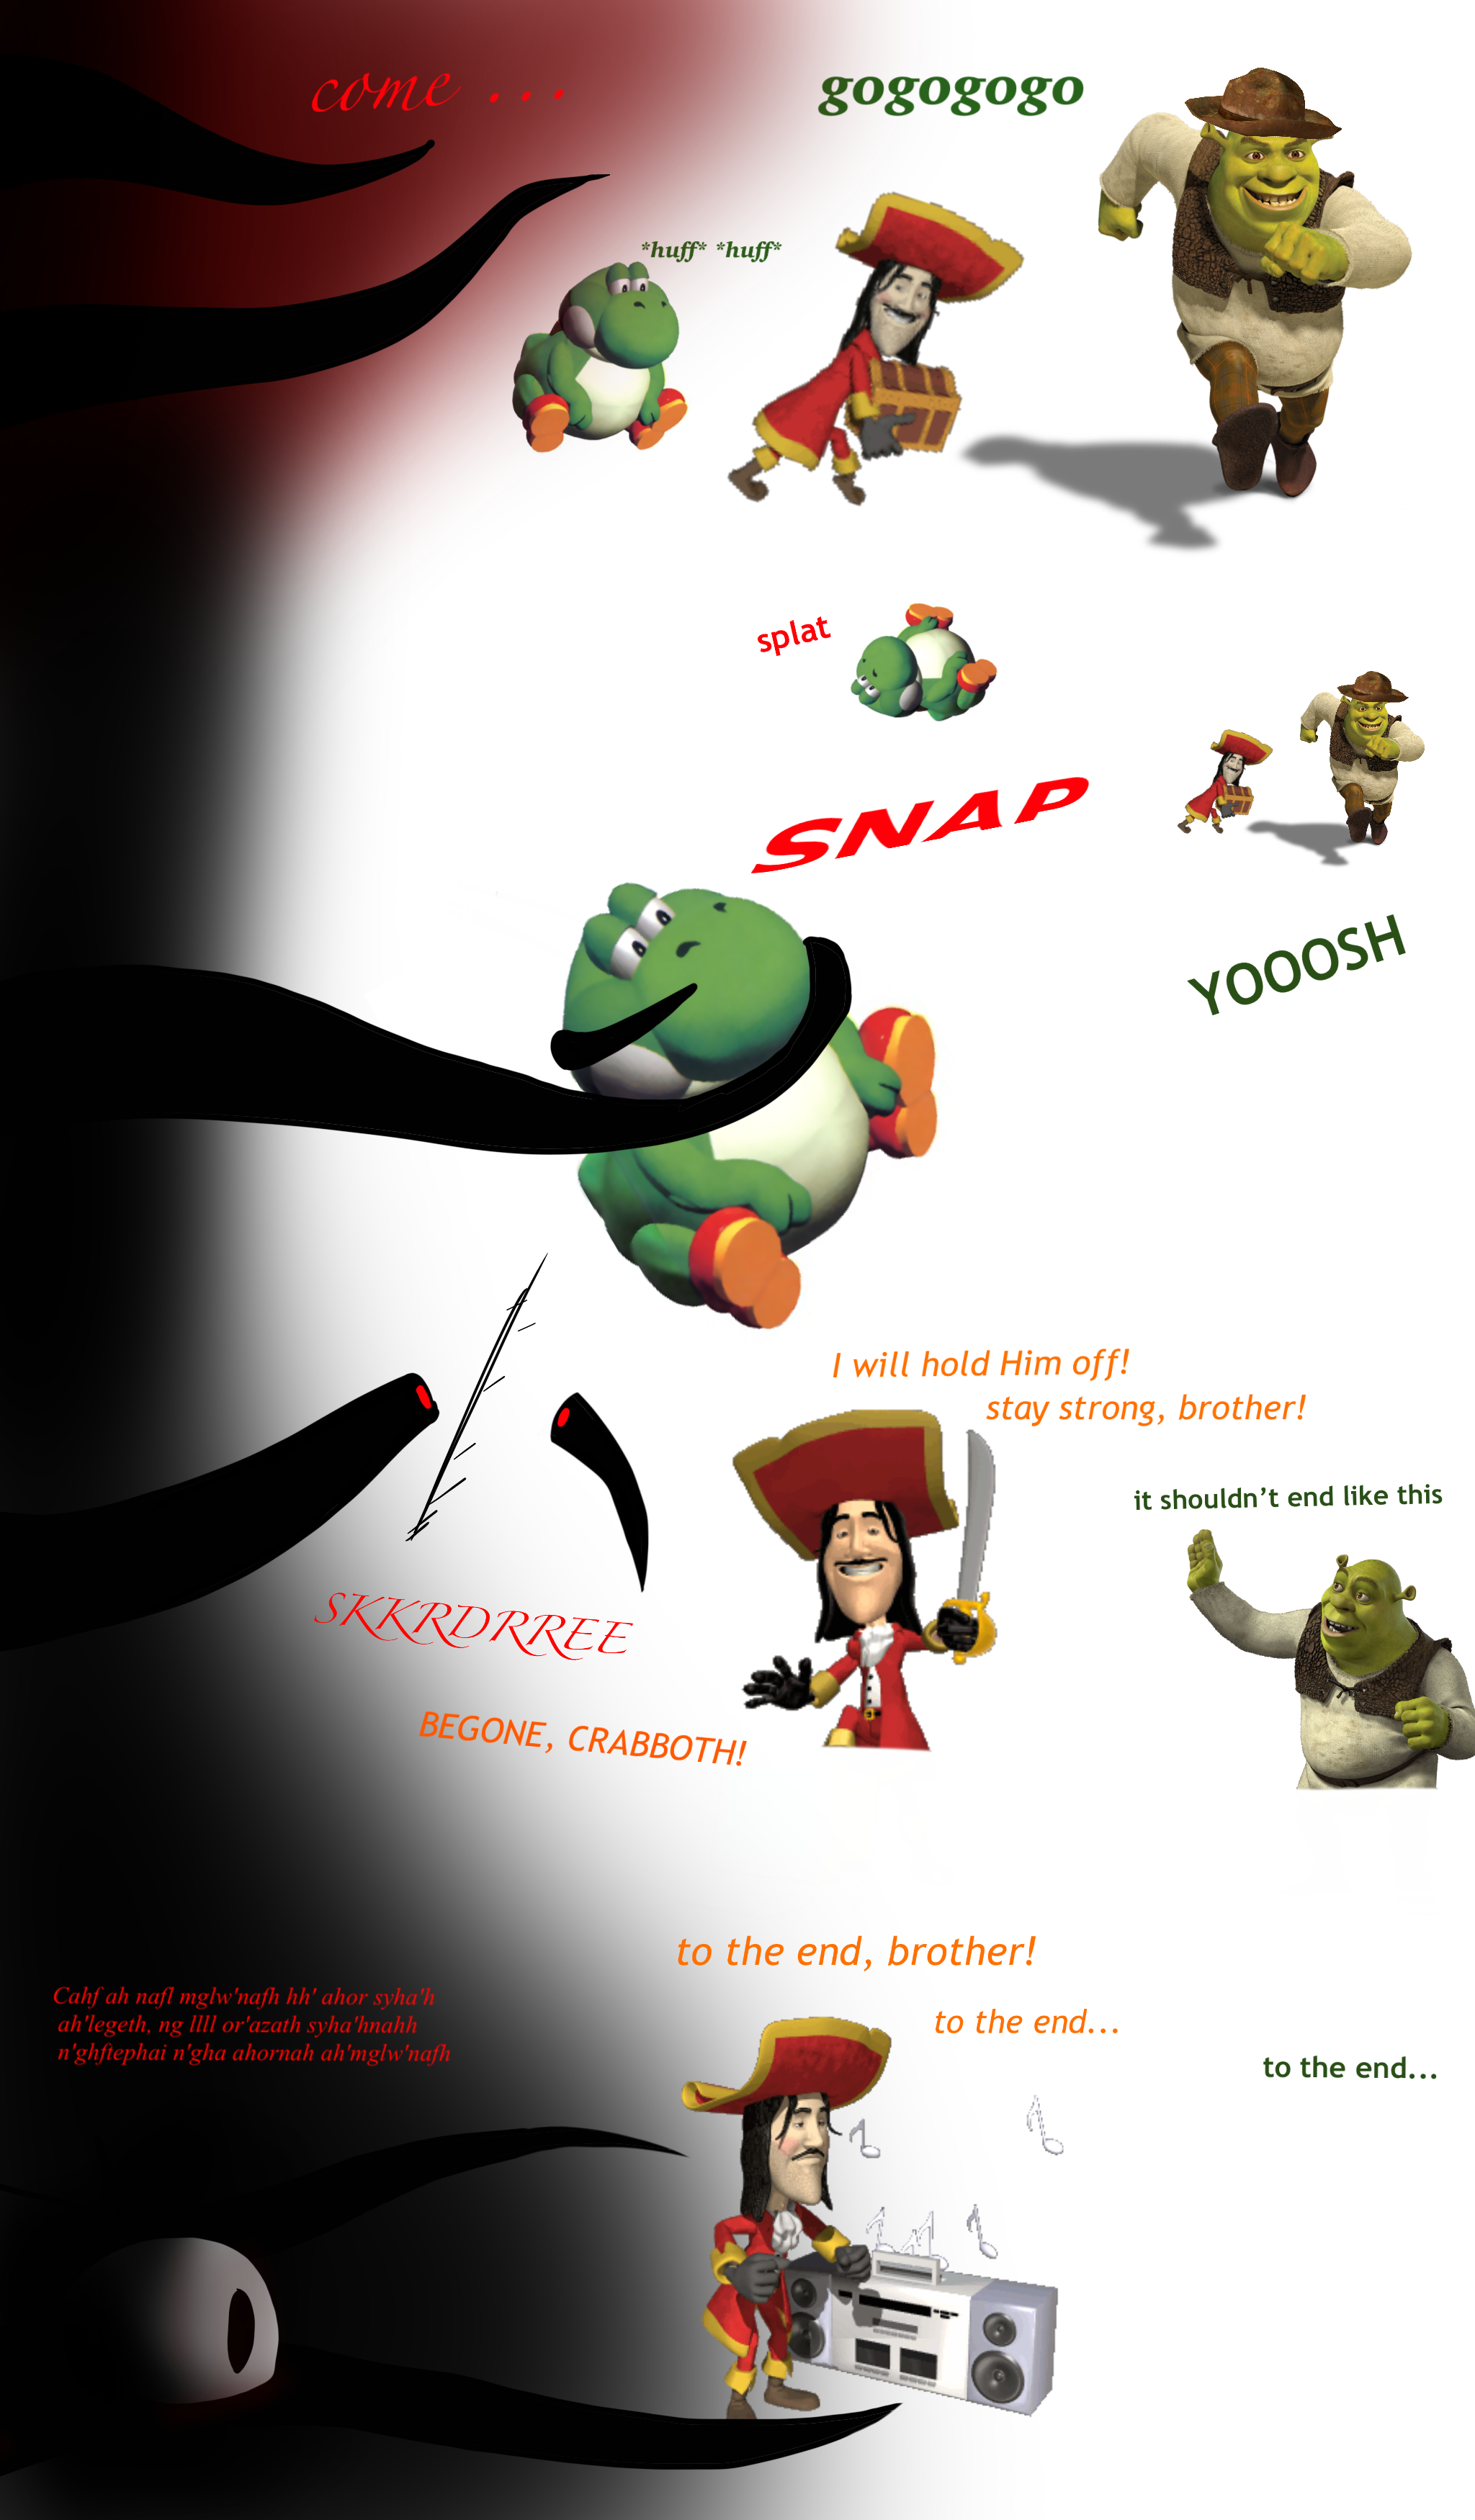 come ...
gogogogo
*huff* *huff*
splat
SNAP
YOOOSH
I will hold Him off!
stay strong, brother!
it shouldn't end like this
SKKRDRREE
BEGONE, CRABBOTH!
to the end, brother!
Cahf ah nafl mglw'nafh hh' ahor syha'h
ah'legeth, ng llll or'azath syha'hnahh
n'ghftephai n'gha ahornah ah'mglw'nafh
to the end...
to the end...